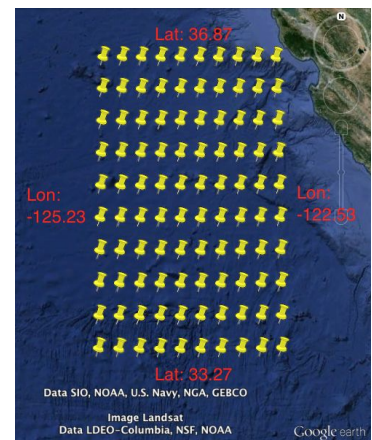 N
Lat: 36.87
Lon:
-125.23
Lon:
-122.53
Lat: 33.27
Data SIO, NOAA, U.S. Navy, NGA, GEBCO
Image Landsat
Data LDEO-Columbia, NSF, NOAA
Google earth